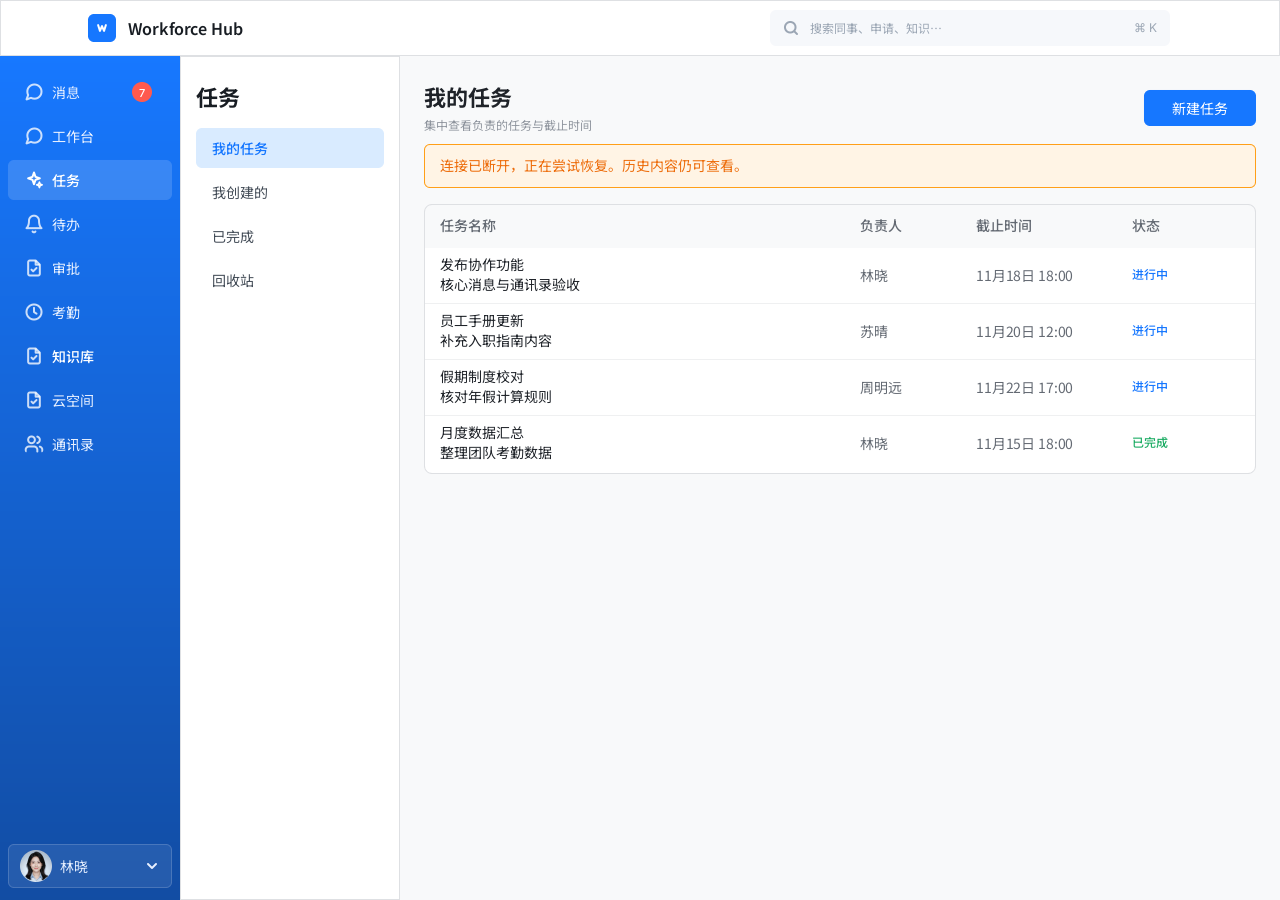 W
Workforce Hub
搜索同事、申请、知识…
⌘ K
消息
7
工作台
任务
待办
审批
考勤
知识库
云空间
通讯录
林晓
任务
我的任务
我创建的
已完成
回收站
我的任务
集中查看负责的任务与截止时间
新建任务
连接已断开，正在尝试恢复。历史内容仍可查看。
任务名称 负责人 截止时间 状态
发布协作功能
核心消息与通讯录验收
林晓 11月18日 18:00 进行中
员工手册更新
补充入职指南内容
苏晴 11月20日 12:00 进行中
假期制度校对
核对年假计算规则
周明远 11月22日 17:00 进行中
月度数据汇总
整理团队考勤数据
林晓 11月15日 18:00 已完成